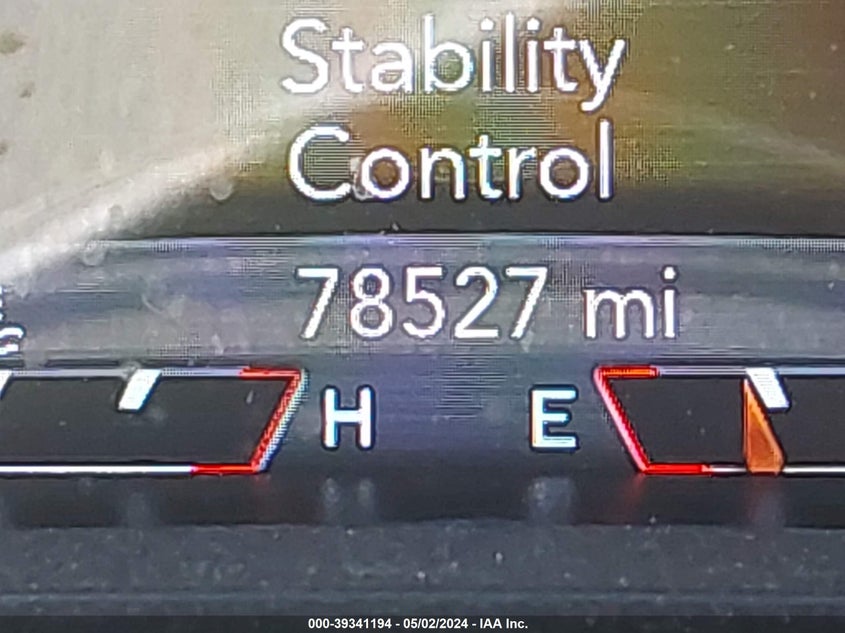 Stability
Control
78527 mi
C
H E
000-39341194 - 05/02/2024 - IAA Inc.